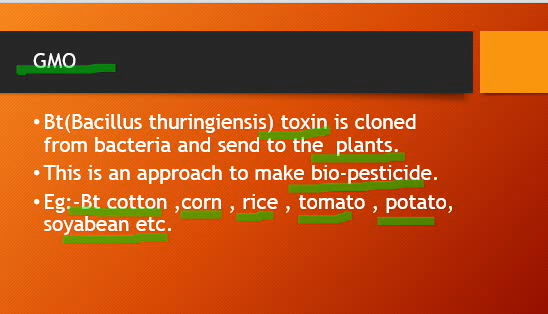 GMO
• Bt(Bacillus thuringiensis) toxin is cloned
from bacteria and send to the plants.
• This is an approach to make bio-pesticide.
• Eg:-Bt cotton ,corn , rice , tomato , potato,
soyabean etc.